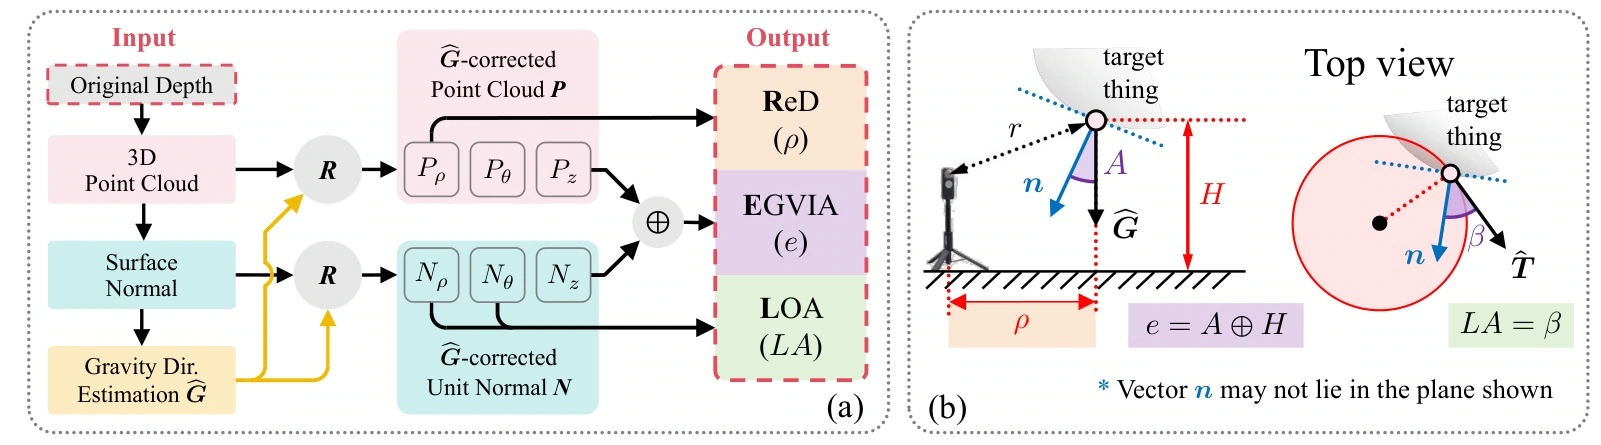 Input
Original Depth
3D
Point Cloud
Surface
Normal
Gravity Dir.
Estimation Ĝ
R
R
Ĝ-corrected
Point Cloud P
Pρ
Pθ
Pz
Nρ
Nθ
Nz
Ĝ-corrected
Unit Normal N
⊕
Output
ReD
(ρ)
EGVIA
(e)
LOA
(LA)
(a)
target
thing
r
n
A
Ĝ
H
ρ
e = A ⊕ H
Top view
target
thing
n
β
T̂
LA = β
* Vector n may not lie in the plane shown
(b)